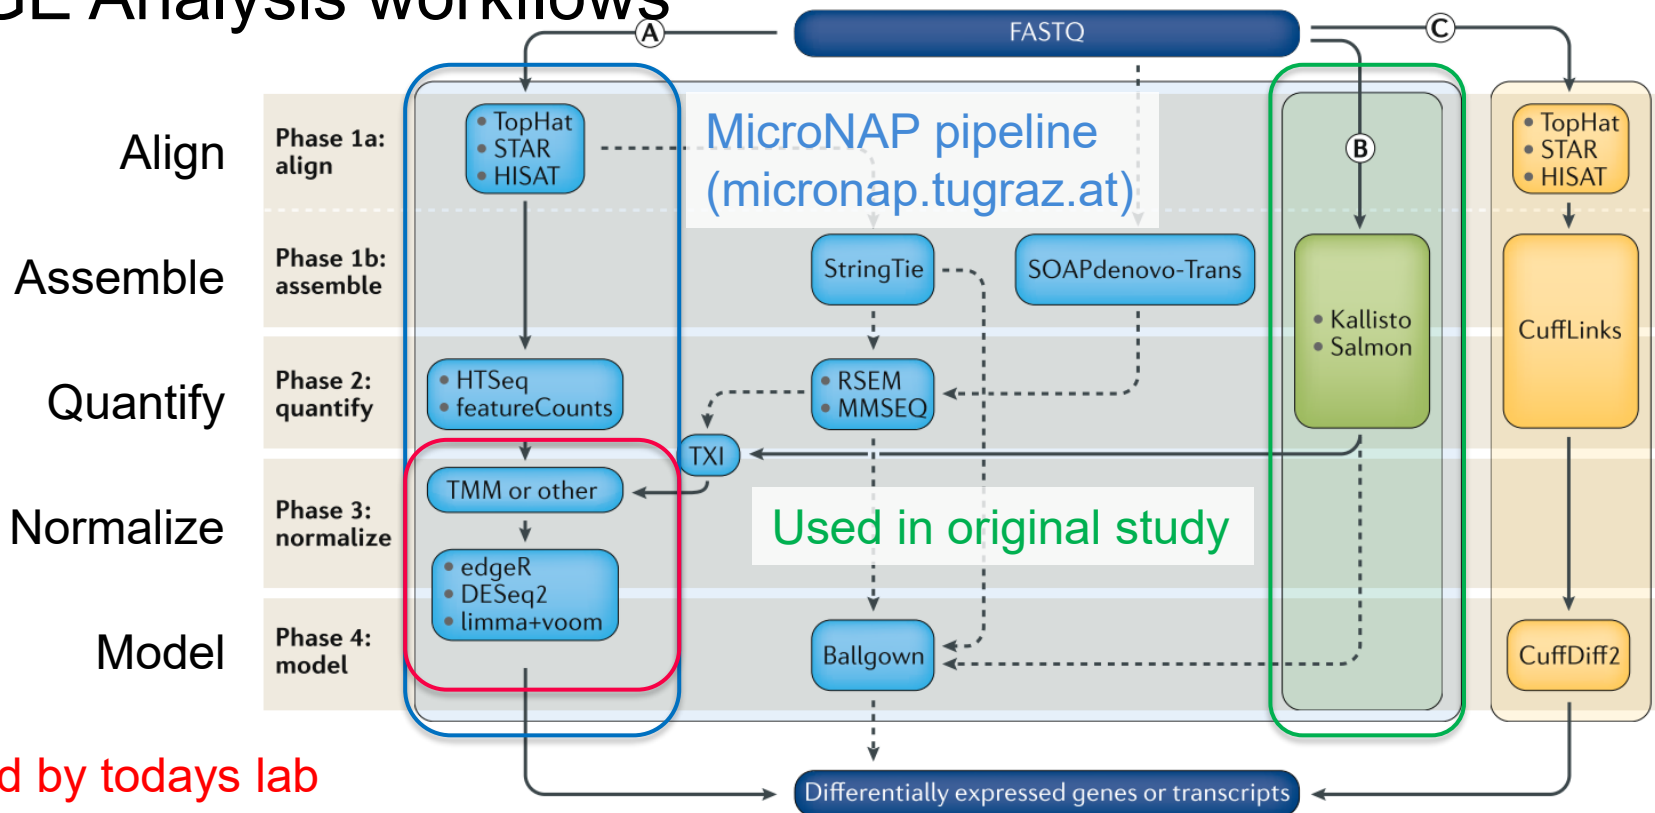 GE Analysis workflows
FASTQ
A
C
B
Align
Phase 1a:
align
• TopHat
• STAR
• HISAT
MicroNAP pipeline
(micronap.tugraz.at)
• TopHat
• STAR
• HISAT
Assemble
Phase 1b:
assemble
StringTie
SOAPdenovo-Trans
• Kallisto
• Salmon
CuffLinks
Quantify
Phase 2:
quantify
• HTSeq
• featureCounts
• RSEM
• MMSEQ
TXI
Normalize
Phase 3:
normalize
TMM or other
Used in original study
• edgeR
• DESeq2
• limma+voom
Model
Phase 4:
model
Ballgown
CuffDiff2
d by todays lab
Differentially expressed genes or transcripts